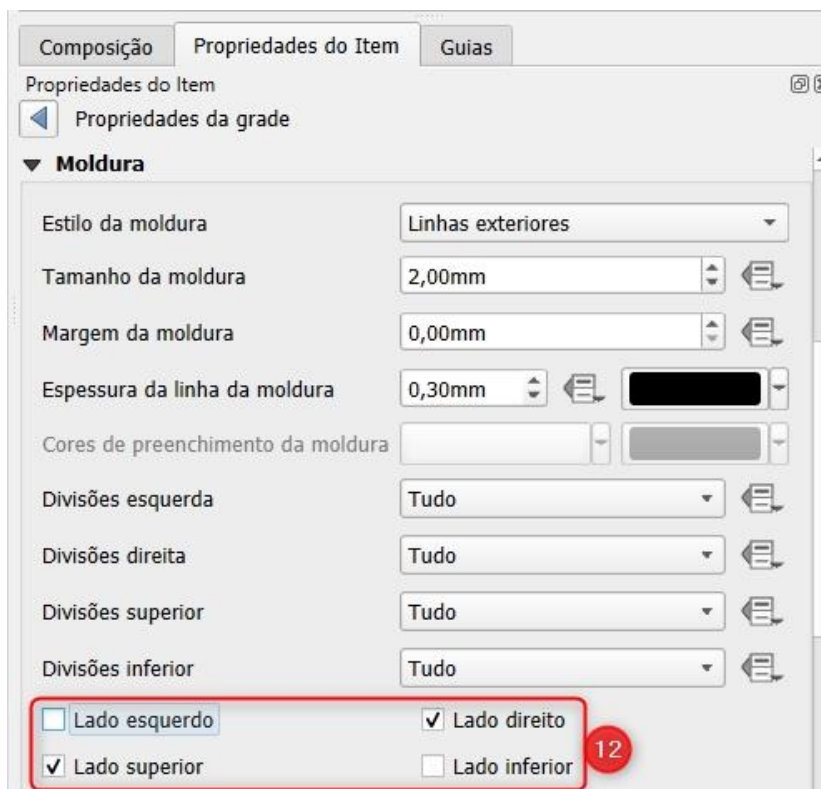 Composição Propriedades do Item Guias
Propriedades do Item
Propriedades da grade
Moldura
Estilo da moldura Linhas exteriores
Tamanho da moldura 2,00mm
Margem da moldura 0,00mm
Espessura da linha da moldura 0,30mm
Cores de preenchimento da moldura
Divisões esquerda Tudo
Divisões direita Tudo
Divisões superior Tudo
Divisões inferior Tudo
Lado esquerdo Lado direito
12
Lado superior Lado inferior